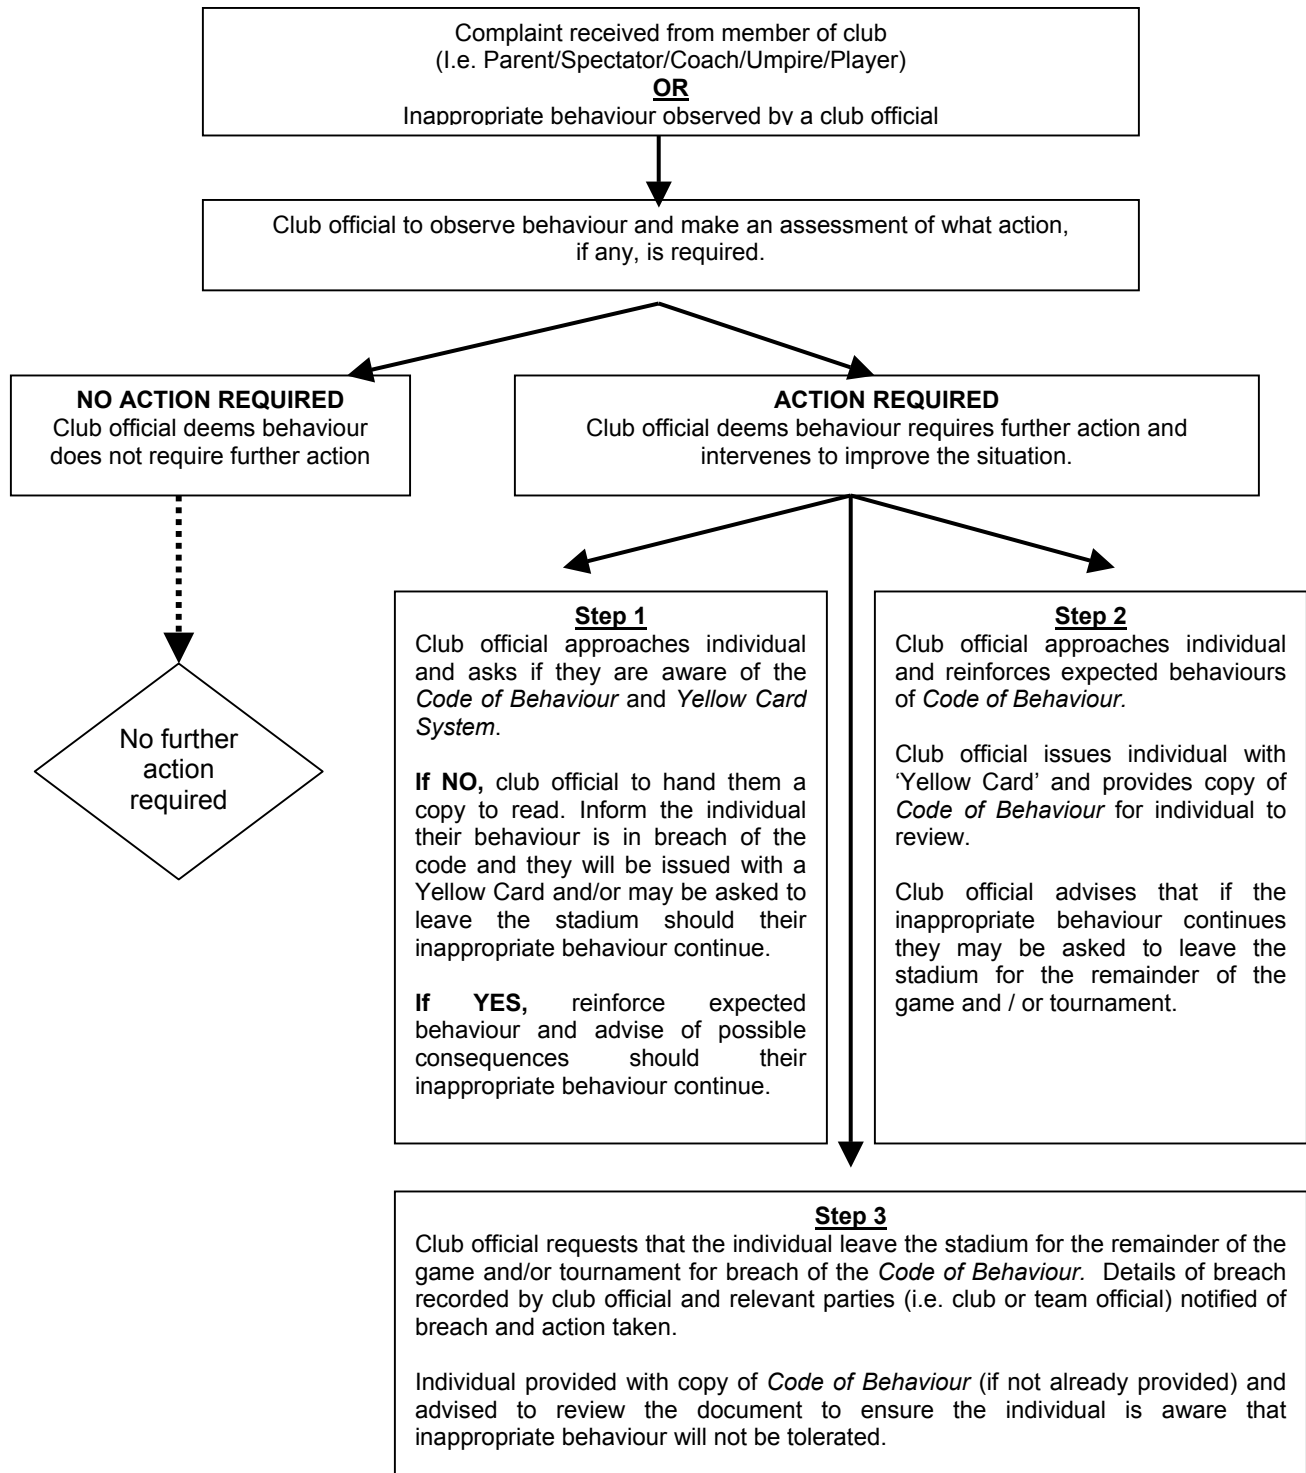 Complaint received from member of club
(I.e. Parent/Spectator/Coach/Umpire/Player)
OR
Inappropriate behaviour observed by a club official
Club official to observe behaviour and make an assessment of what action,
if any, is required.
NO ACTION REQUIRED
Club official deems behaviour
does not require further action
ACTION REQUIRED
Club official deems behaviour requires further action and
intervenes to improve the situation.
No further
action
required
Step 1
Club official approaches individual
and asks if they are aware of the
Code of Behaviour and Yellow Card
System.
If NO, club official to hand them a
copy to read. Inform the individual
their behaviour is in breach of the
code and they will be issued with a
Yellow Card and/or may be asked to
leave the stadium should their
inappropriate behaviour continue.
If YES, reinforce expected
behaviour and advise of possible
consequences should their
inappropriate behaviour continue.
Step 2
Club official approaches individual
and reinforces expected behaviours
of Code of Behaviour.
Club official issues individual with
‘Yellow Card’ and provides copy of
Code of Behaviour for individual to
review.
Club official advises that if the
inappropriate behaviour continues
they may be asked to leave the
stadium for the remainder of the
game and / or tournament.
Step 3
Club official requests that the individual leave the stadium for the remainder of the
game and/or tournament for breach of the Code of Behaviour. Details of breach
recorded by club official and relevant parties (i.e. club or team official) notified of
breach and action taken.
Individual provided with copy of Code of Behaviour (if not already provided) and
advised to review the document to ensure the individual is aware that
inappropriate behaviour will not be tolerated.